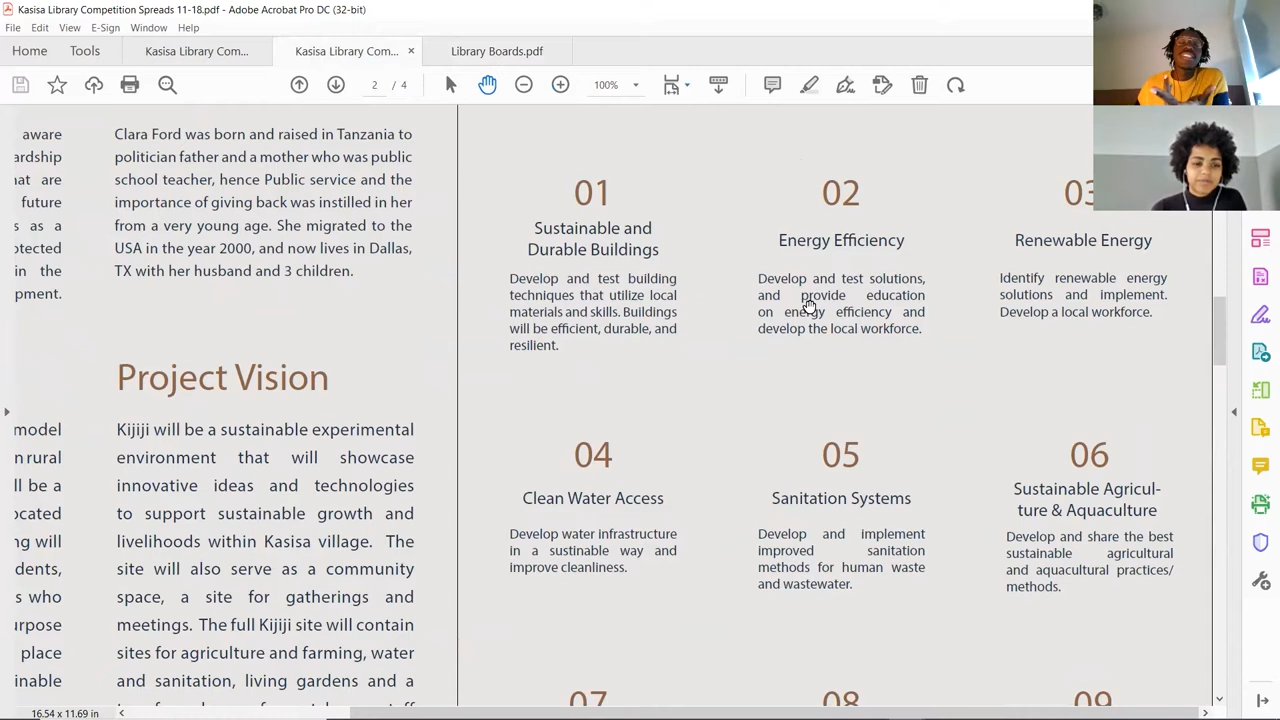 Kasisa Library Competition Spreads 11-18.pdf - Adobe Acrobat Pro DC (32-bit)
File Edit View E-Sign Window Help
Home Tools Kasisa Library Com... Kasisa Library Com... × Library Boards.pdf
2 / 4 100%
aware
ardship
hat are
future
s as a
otected
in the
pment.
Clara Ford was born and raised in Tanzania to
politician father and a mother who was public
school teacher, hence Public service and the
importance of giving back was instilled in her
from a very young age. She migrated to the
USA in the year 2000, and now lives in Dallas,
TX with her husband and 3 children.
model
n rural
ll be a
ocated
ng will
dents,
s who
urpose
place
inable
Project Vision
Kijiji will be a sustainable experimental
environment that will showcase
innovative ideas and technologies
to support sustainable growth and
livelihoods within Kasisa village. The
site will also serve as a community
space, a site for gatherings and
meetings. The full Kijiji site will contain
sites for agriculture and farming, water
and sanitation, living gardens and a
01
Sustainable and
Durable Buildings
Develop and test building
techniques that utilize local
materials and skills. Buildings
will be efficient, durable, and
resilient.
02
Energy Efficiency
Develop and test solutions,
and provide education
on energy efficiency and
develop the local workforce.
03
Renewable Energy
Identify renewable energy
solutions and implement.
Develop a local workforce.
04
Clean Water Access
Develop water infrastructure
in a sustinable way and
improve cleanliness.
05
Sanitation Systems
Develop and implement
improved sanitation
methods for human waste
and wastewater.
06
Sustainable Agricul-
ture & Aquaculture
Develop and share the best
sustainable agricultural
and aquacultural practices/
methods.
07
08
09
16.54 x 11.69 in